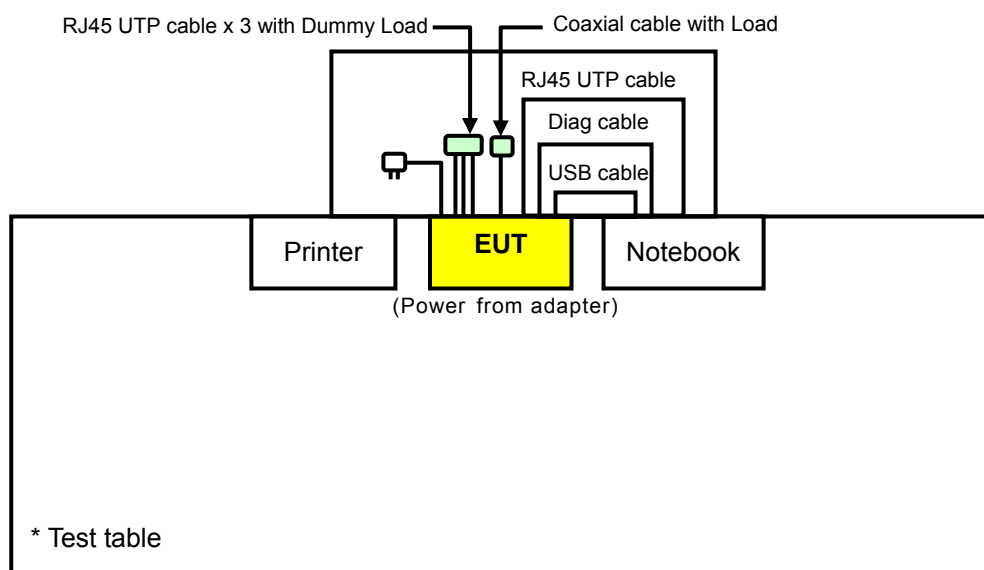 RJ45 UTP cable x 3 with Dummy Load
Coaxial cable with Load
RJ45 UTP cable
Diag cable
USB cable
Printer
EUT
Notebook
(Power from adapter)
* Test table